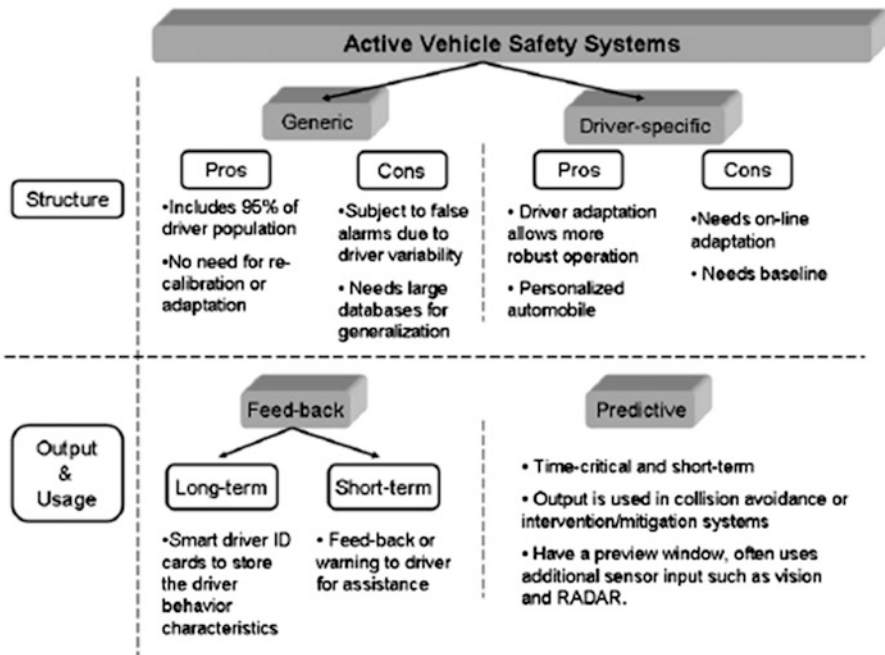 Active Vehicle Safety Systems
Generic
Driver-specific
Structure
Pros
•Includes 95% of
driver population
•No need for re-
calibration or
adaptation
Cons
•Subject to false
alarms due to
driver variability
• Needs large
databases for
generalization
Pros
• Driver adaptation
allows more
robust operation
• Personalized
automobile
Cons
•Needs on-line
adaptation
• Needs baseline
Output
&
Usage
Feed-back
Long-term
•Smart driver ID
cards to store
the driver
behavior
characteristics
Short-term
• Feed-back or
warning to driver
for assistance
Predictive
• Time-critical and short-term
• Output is used in collision avoidance or
intervention/mitigation systems
• Have a preview window, often uses
additional sensor input such as vision
and RADAR.